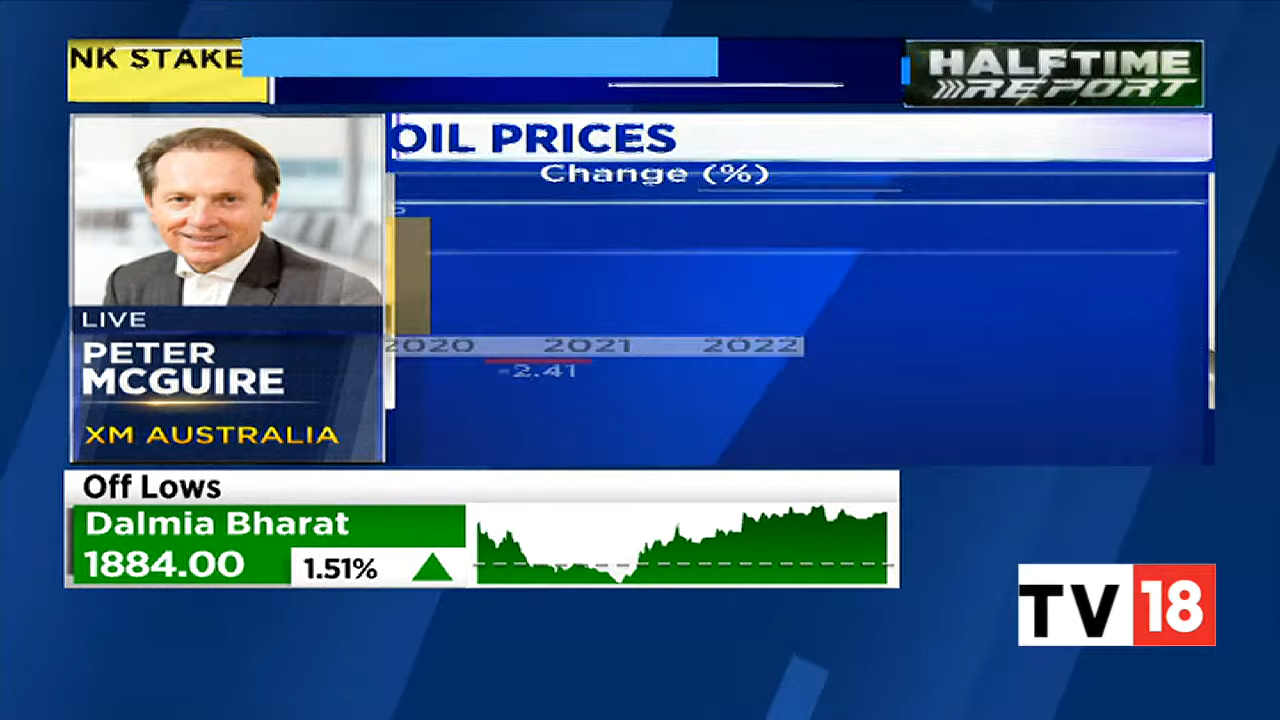 NK STAKE
HALFTIME
REPORT
OIL PRICES
Change (%)
LIVE
PETER
MCGUIRE
XM AUSTRALIA
2020 2021 2022
-2.41
Off Lows
Dalmia Bharat
1884.00 1.51%
TV18